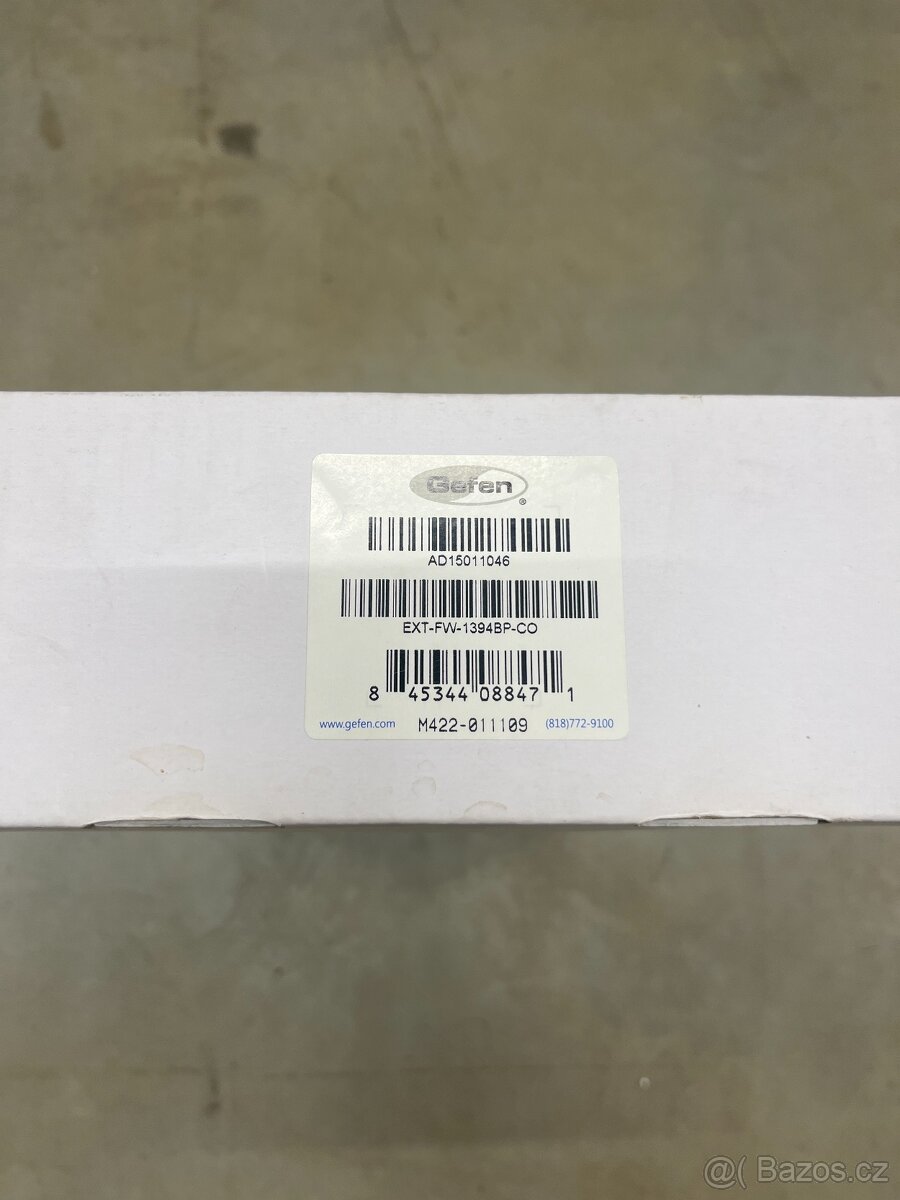 Gefen®
AD15011046
EXT-FW-1394BP-CO
8 45344 08847 1
www.gefen.com M422-011109 (818)772-9100
@( Bazos.cz